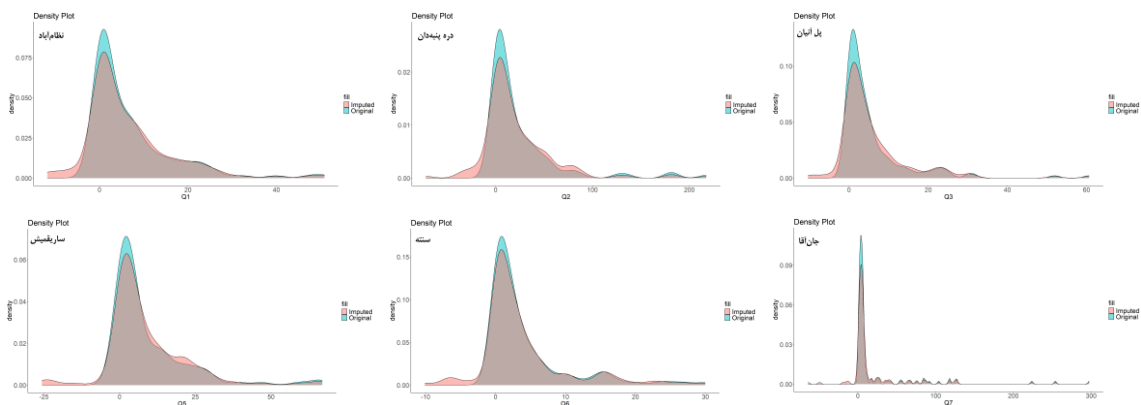 Density Plot
نظام‌آباد
0.075
0.050
0.025
0.000
density
0
20
40
Q1
fill
Imputed
Original
Density Plot
دره پنبه‌دان
0.02
0.01
0.00
density
0
100
200
Q2
fill
Imputed
Original
Density Plot
پل آنیان
0.10
0.05
0.00
density
0
20
40
60
Q3
fill
Imputed
Original
Density Plot
ساریقمیش
0.06
0.04
0.02
0.00
density
-25
0
25
50
Q5
fill
Imputed
Original
Density Plot
سنته
0.15
0.10
0.05
0.00
density
-10
0
10
20
30
Q6
fill
Imputed
Original
Density Plot
جان‌آقا
0.09
0.06
0.03
0.00
density
0
100
200
300
Q7
fill
Imputed
Original